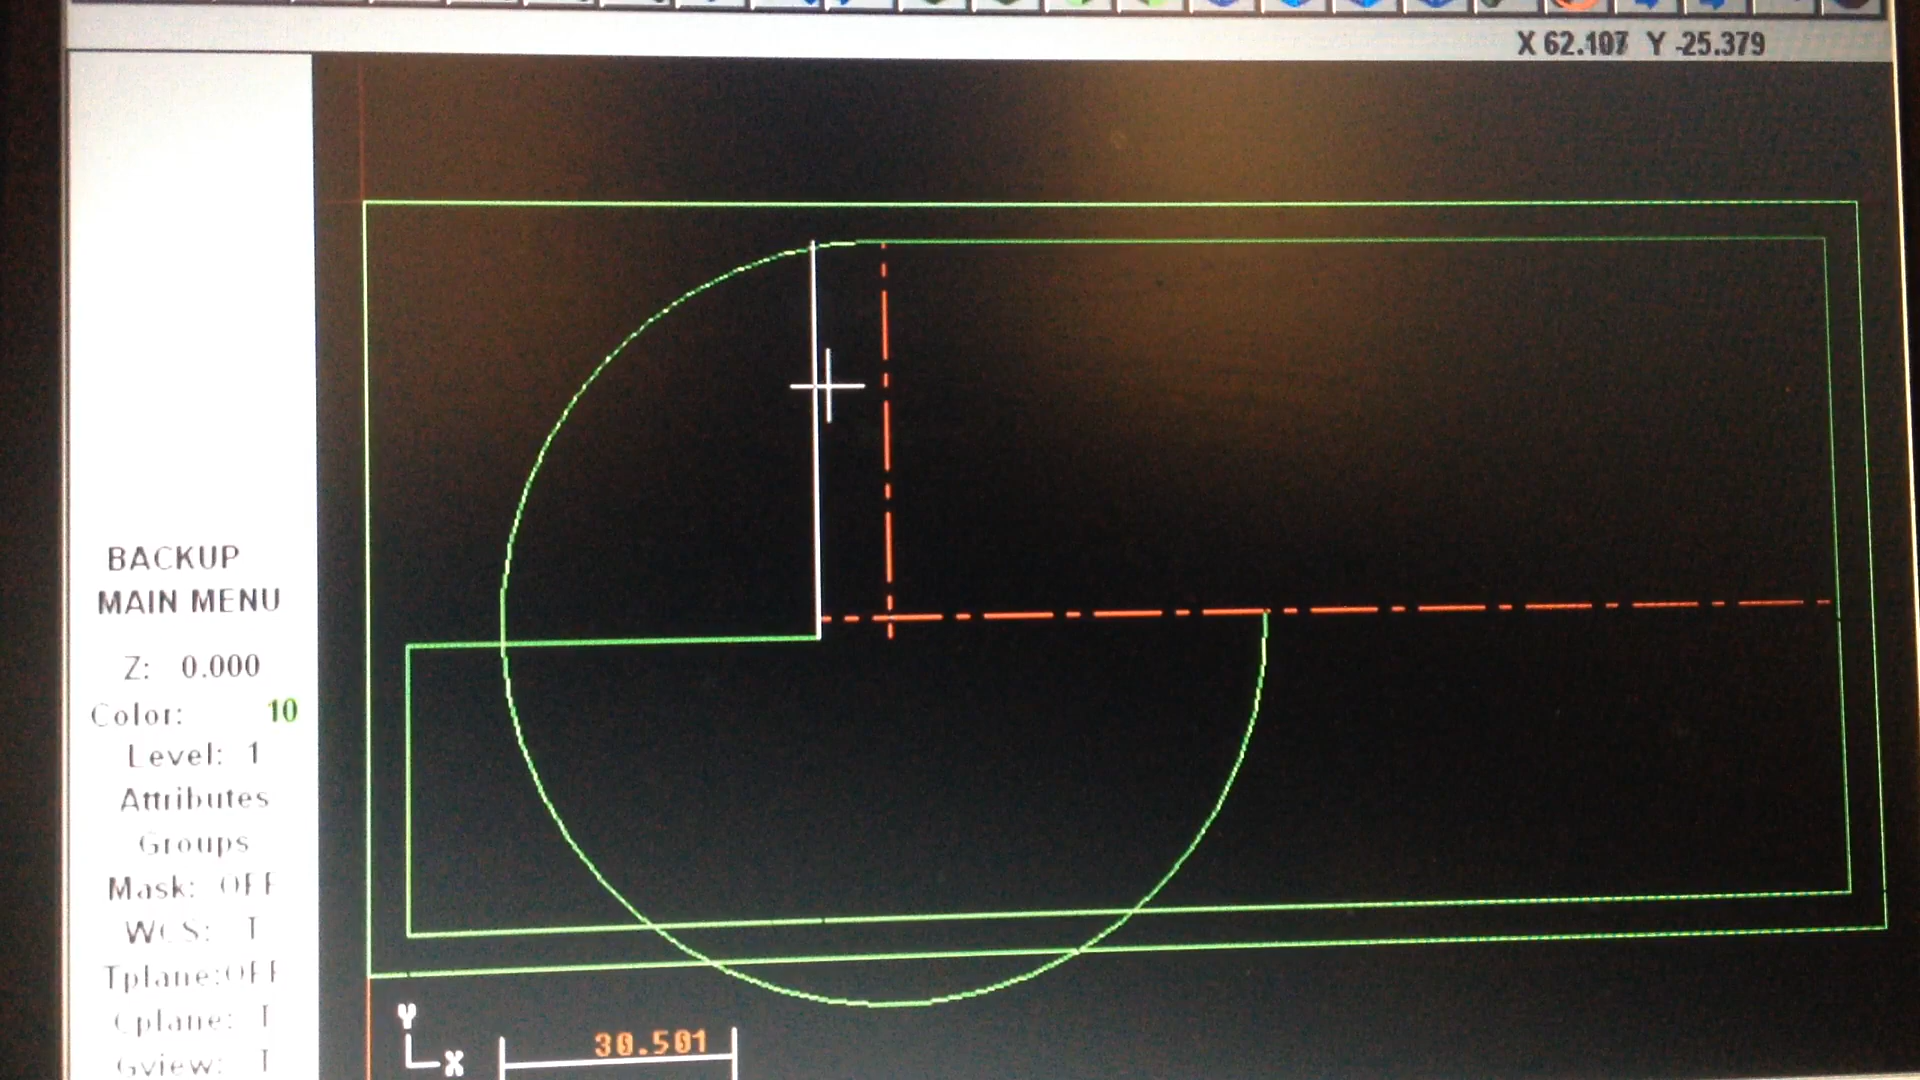 X 62.107 Y -25.379
BACKUP
MAIN MENU
Z: 0.000
Color: 10
Level: 1
Attributes
Groups
Mask: OFF
WCS: T
Tplane:OFF
Cplane: T
Gview: T
Y
X
30.501